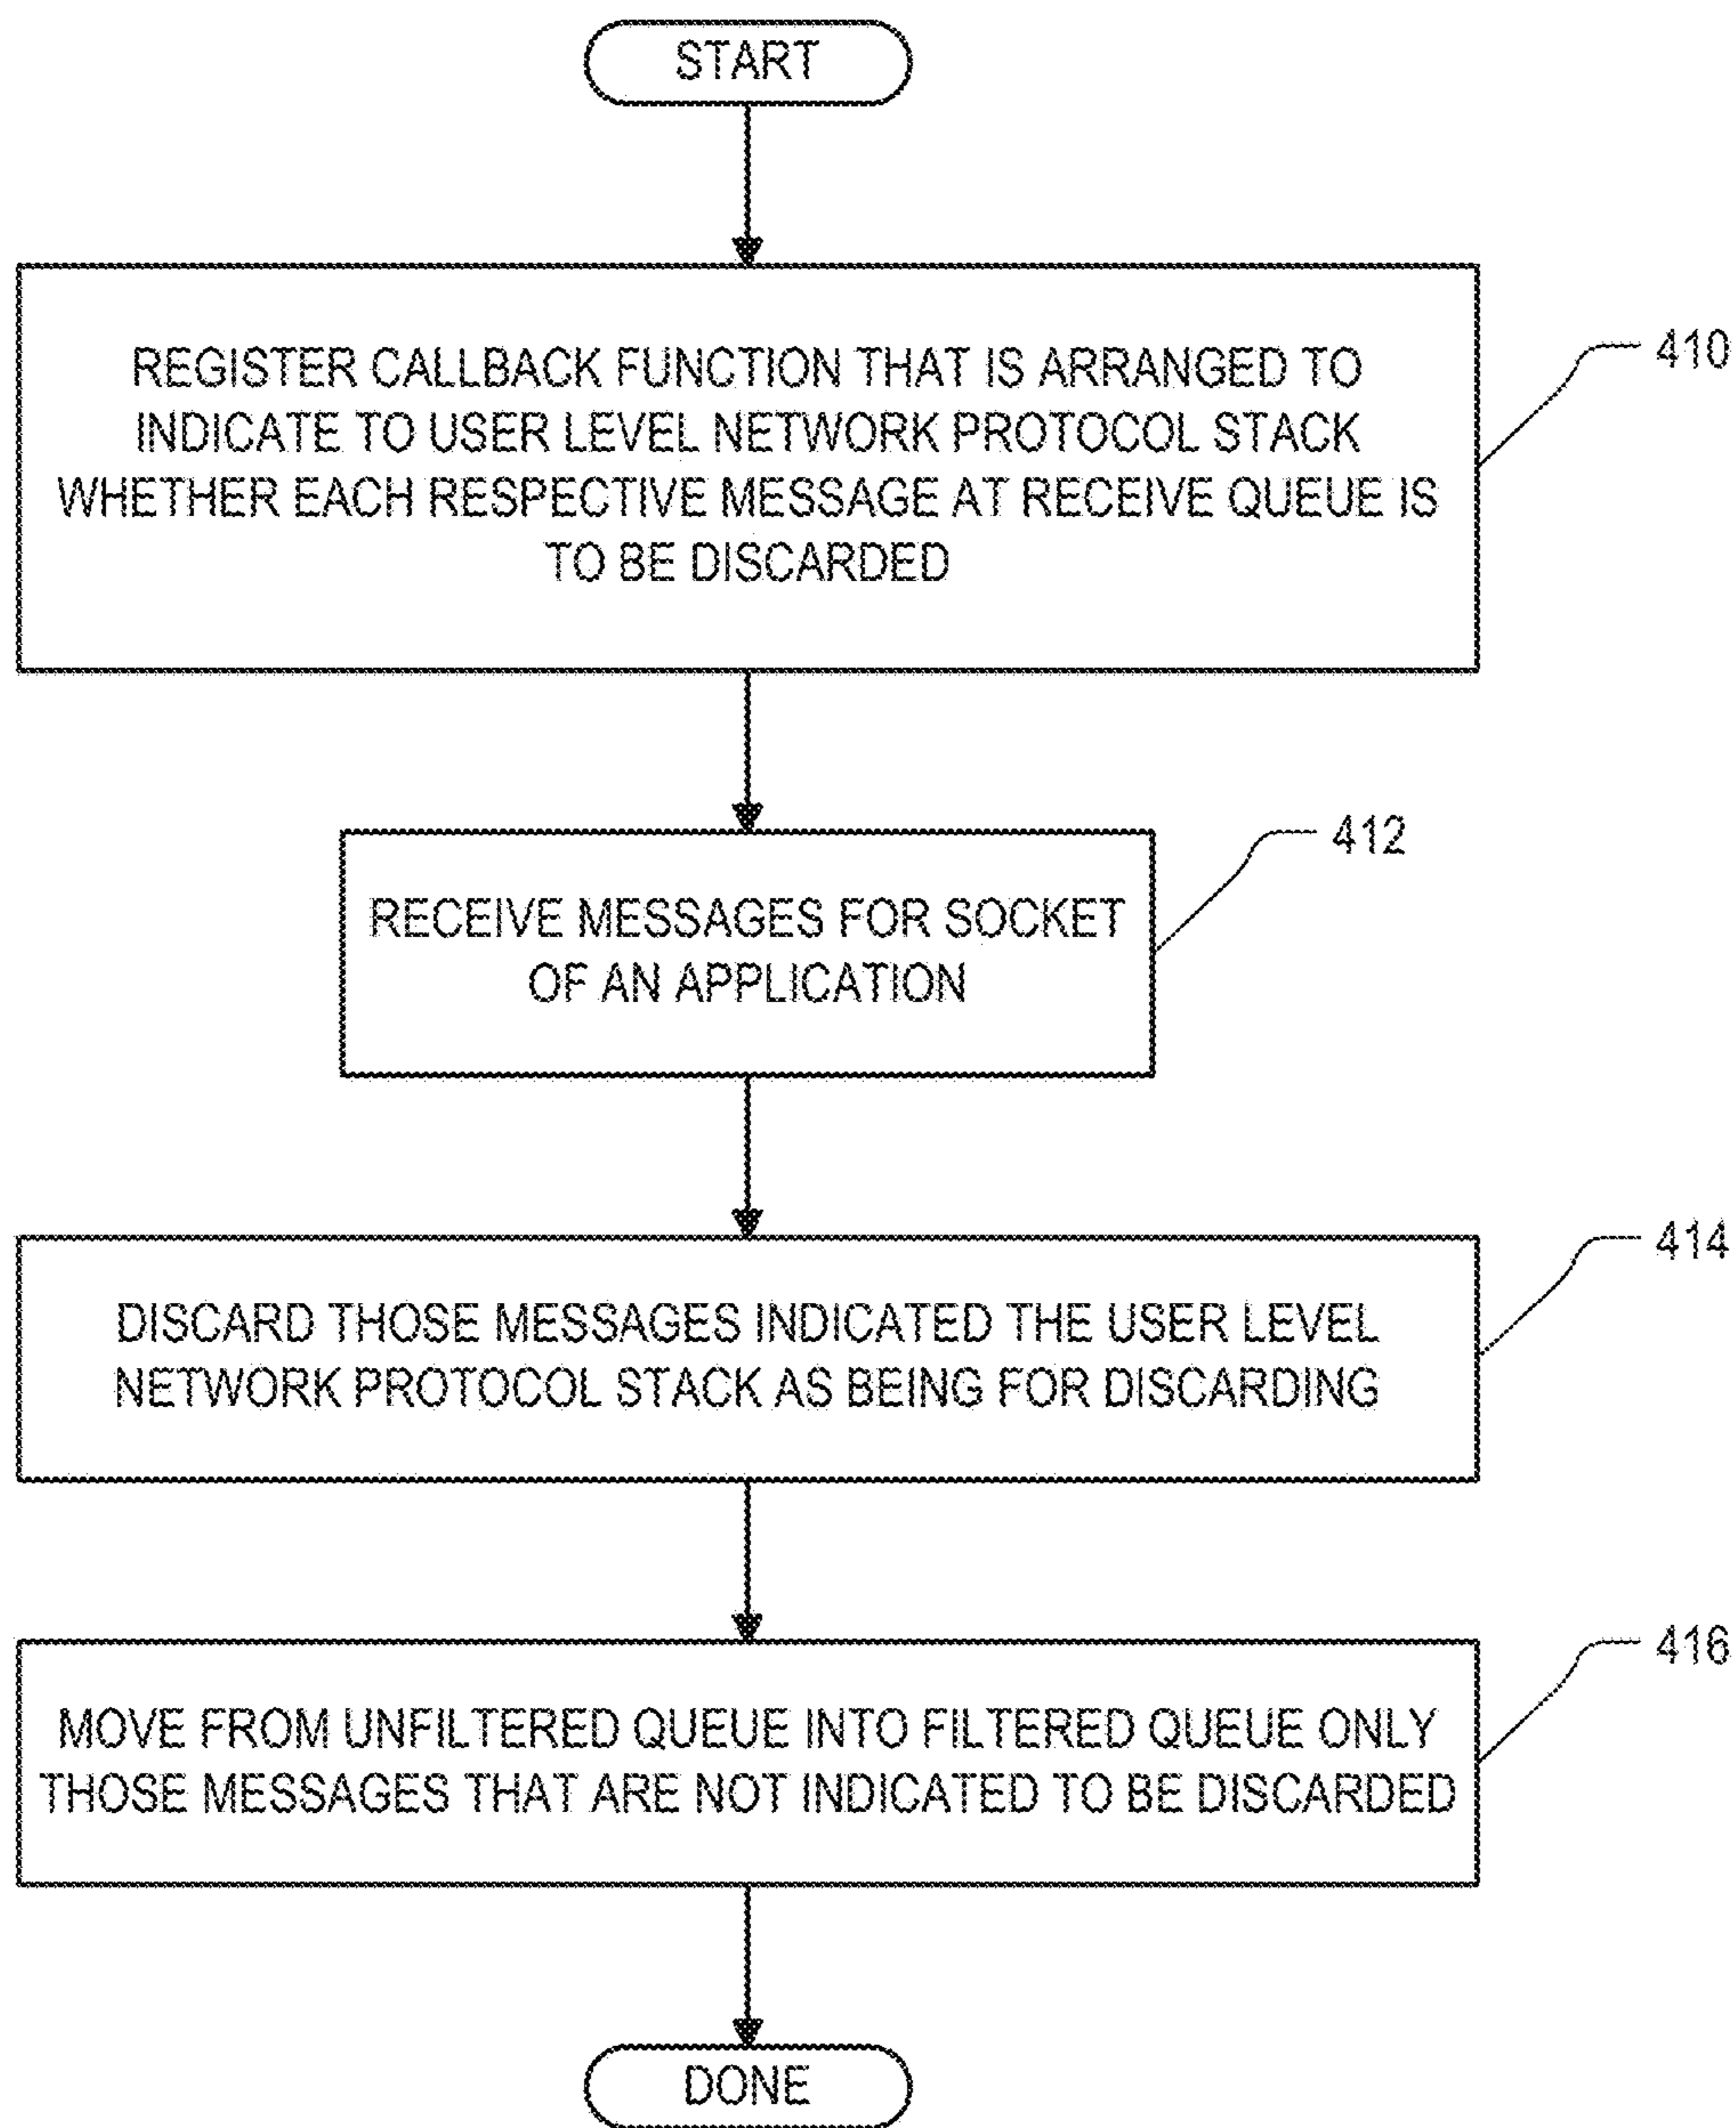 START
REGISTER CALLBACK FUNCTION THAT IS ARRANGED TO
INDICATE TO USER LEVEL NETWORK PROTOCOL STACK
WHETHER EACH RESPECTIVE MESSAGE AT RECEIVE QUEUE IS
TO BE DISCARDED
410
RECEIVE MESSAGES FOR SOCKET
OF AN APPLICATION
412
DISCARD THOSE MESSAGES INDICATED THE USER LEVEL
NETWORK PROTOCOL STACK AS BEING FOR DISCARDING
414
MOVE FROM UNFILTERED QUEUE INTO FILTERED QUEUE ONLY
THOSE MESSAGES THAT ARE NOT INDICATED TO BE DISCARDED
416
DONE